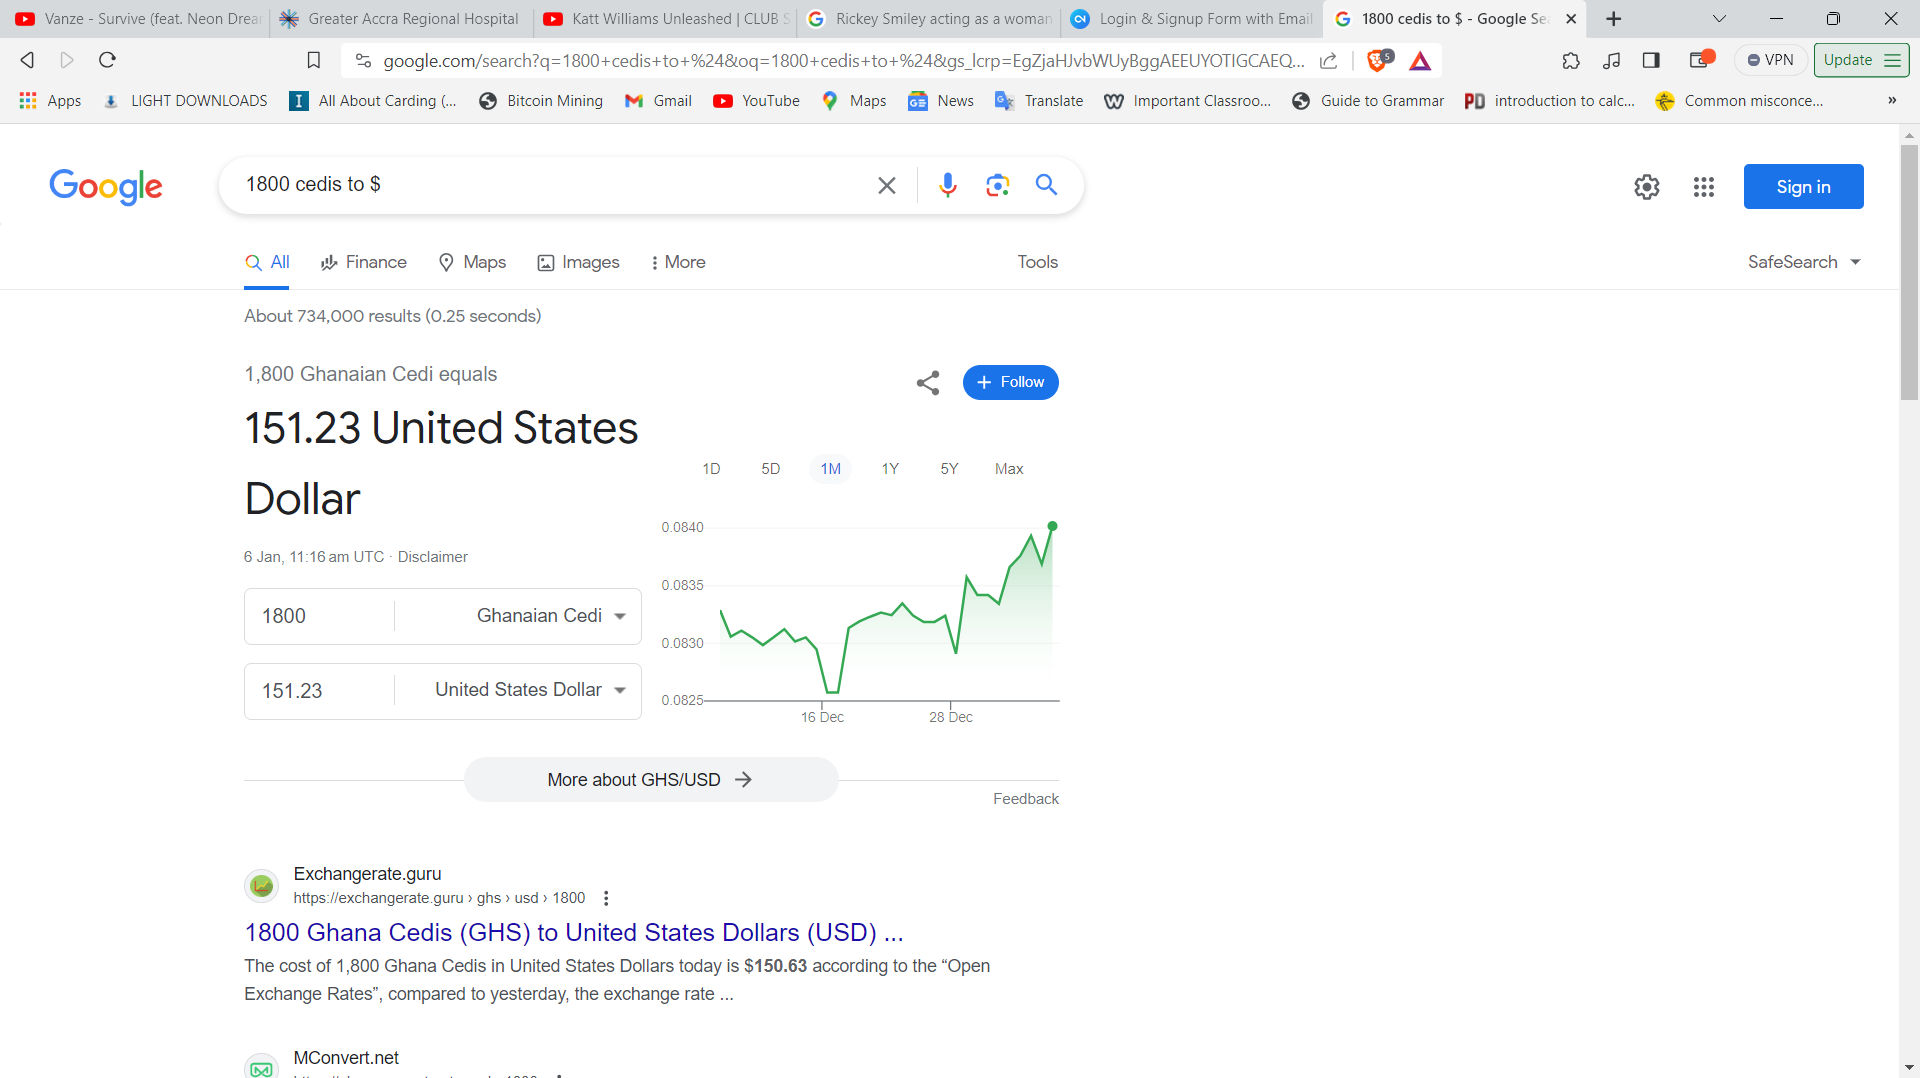 Vanze - Survive (feat. Neon Drea
Greater Accra Regional Hospital
Katt Williams Unleashed | CLUB S
Rickey Smiley acting as a woman
Login & Signup Form with Email
1800 cedis to $ - Google Se
google.com/search?q=1800+cedis+to+%24&oq=1800+cedis+to+%24&gs_lcrp=EgZjaHJvbWUyBggAEEUYOTIGCAEQ...
5
VPN
Update
Apps
LIGHT DOWNLOADS
All About Carding (...
Bitcoin Mining
Gmail
YouTube
Maps
News
Translate
Important Classroo...
Guide to Grammar
introduction to calc...
Common misconce...
»
Google
1800 cedis to $
Sign in
All
Finance
Maps
Images
More
Tools
SafeSearch
About 734,000 results (0.25 seconds)
1,800 Ghanaian Cedi equals
151.23 United States
Dollar
Follow
6 Jan, 11:16 am UTC · Disclaimer
1800
Ghanaian Cedi
151.23
United States Dollar
1D
5D
1M
1Y
5Y
Max
0.0840
0.0835
0.0830
0.0825
16 Dec
28 Dec
More about GHS/USD
Feedback
Exchangerate.guru
https://exchangerate.guru › ghs › usd › 1800
1800 Ghana Cedis (GHS) to United States Dollars (USD) ...
The cost of 1,800 Ghana Cedis in United States Dollars today is $150.63 according to the “Open
Exchange Rates”, compared to yesterday, the exchange rate ...
MConvert.net